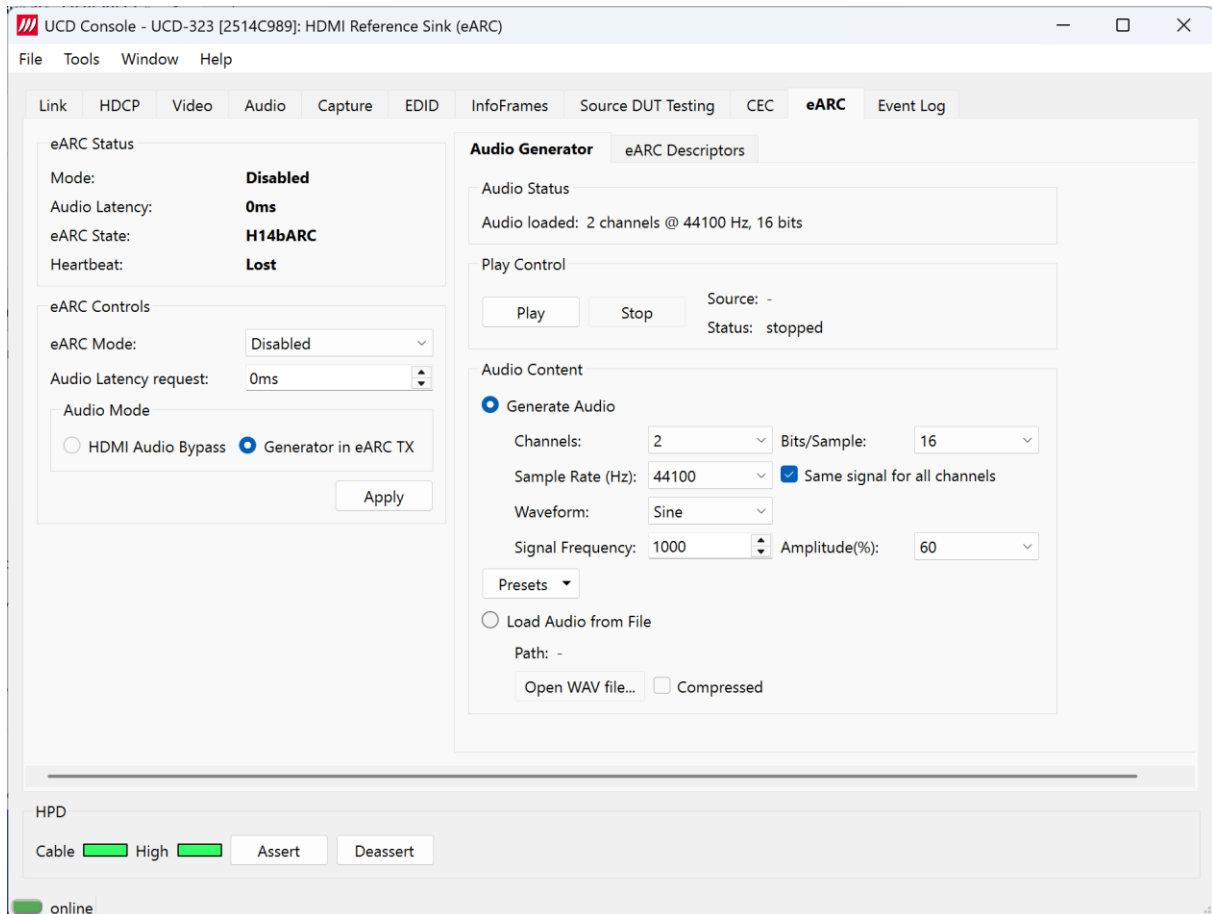 UCD Console - UCD-323 [2514C989]: HDMI Reference Sink (eARC)
File Tools Window Help
Link HDCP Video Audio Capture EDID InfoFrames Source DUT Testing CEC eARC Event Log
eARC Status
Mode: Disabled
Audio Latency: 0ms
eARC State: H14bARC
Heartbeat: Lost
eARC Controls
eARC Mode: Disabled
Audio Latency request: 0ms
Audio Mode
HDMI Audio Bypass Generator in eARC TX
Apply
Audio Generator eARC Descriptors
Audio Status
Audio loaded: 2 channels @ 44100 Hz, 16 bits
Play Control
Play Stop Source: -
Status: stopped
Audio Content
Generate Audio
Channels: 2 Bits/Sample: 16
Sample Rate (Hz): 44100 Same signal for all channels
Waveform: Sine
Signal Frequency: 1000 Amplitude(%): 60
Presets
Load Audio from File
Path: -
Open WAV file... Compressed
HPD
Cable High Assert Deassert
online